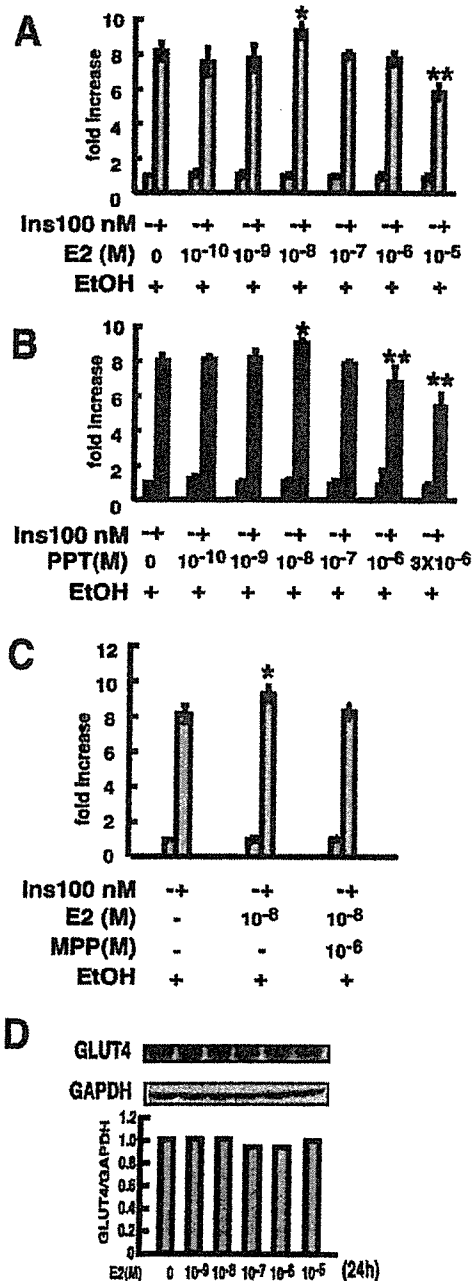 A
fold increase
10
8
6
4
2
0
*
**
Ins100 nM -+ -+ -+ -+ -+ -+ -+
E2 (M) 0 10-10 10-9 10-8 10-7 10-6 10-5
EtOH + + + + + + +
B
fold increase
10
8
6
4
2
0
*
**
**
Ins100 nM -+ -+ -+ -+ -+ -+ -+
PPT(M) 0 10-10 10-9 10-8 10-7 10-6 3X10-6
EtOH + + + + + + +
C
fold increase
12
10
8
6
4
2
0
*
Ins100 nM -+ -+ -+
E2 (M) - 10-8 10-8
MPP(M) - - 10-6
EtOH + + +
D
GLUT4
GAPDH
GLUT4/GAPDH
1.2
1.0
0.8
0.6
0.4
0.2
0
E2(M) 0 10-9 10-8 10-7 10-6 10-5 (24h)